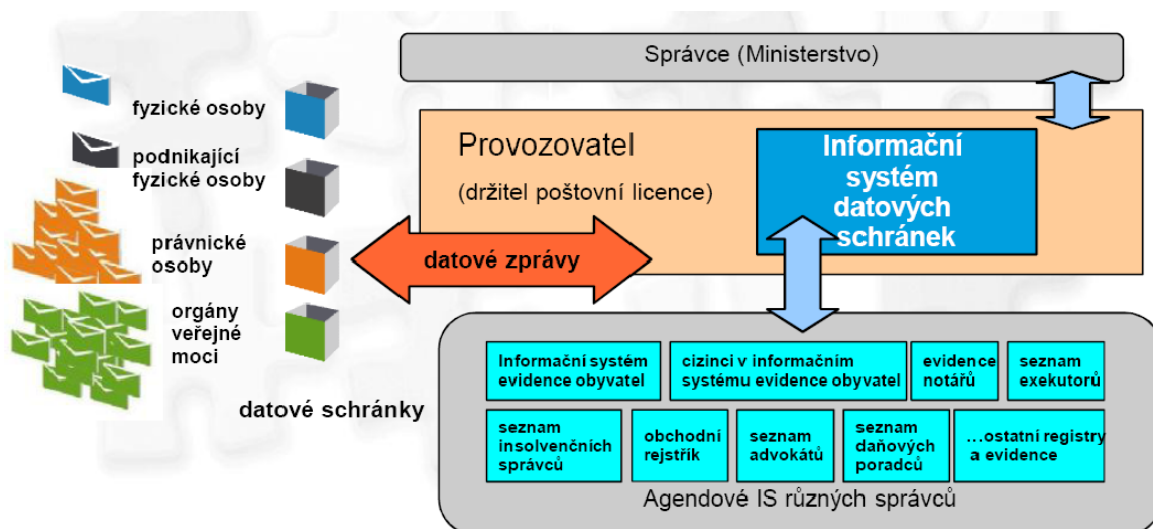 Správce (Ministerstvo)
fyzické osoby
podnikající
fyzické osoby
právnické
osoby
orgány
veřejné
moci
datové schránky
Provozovatel
(držitel poštovní licence)
Informační
systém
datových
schránek
datové zprávy
Informační systém
evidence obyvatel
cizinci v informačním
systému evidence obyvatel
evidence
notářů
seznam
exekutorů
seznam
insolvenčních
správců
obchodní
rejstřík
seznam
advokátů
seznam
daňových
poradců
...ostatní registry
a evidence
Agendové IS různých správců